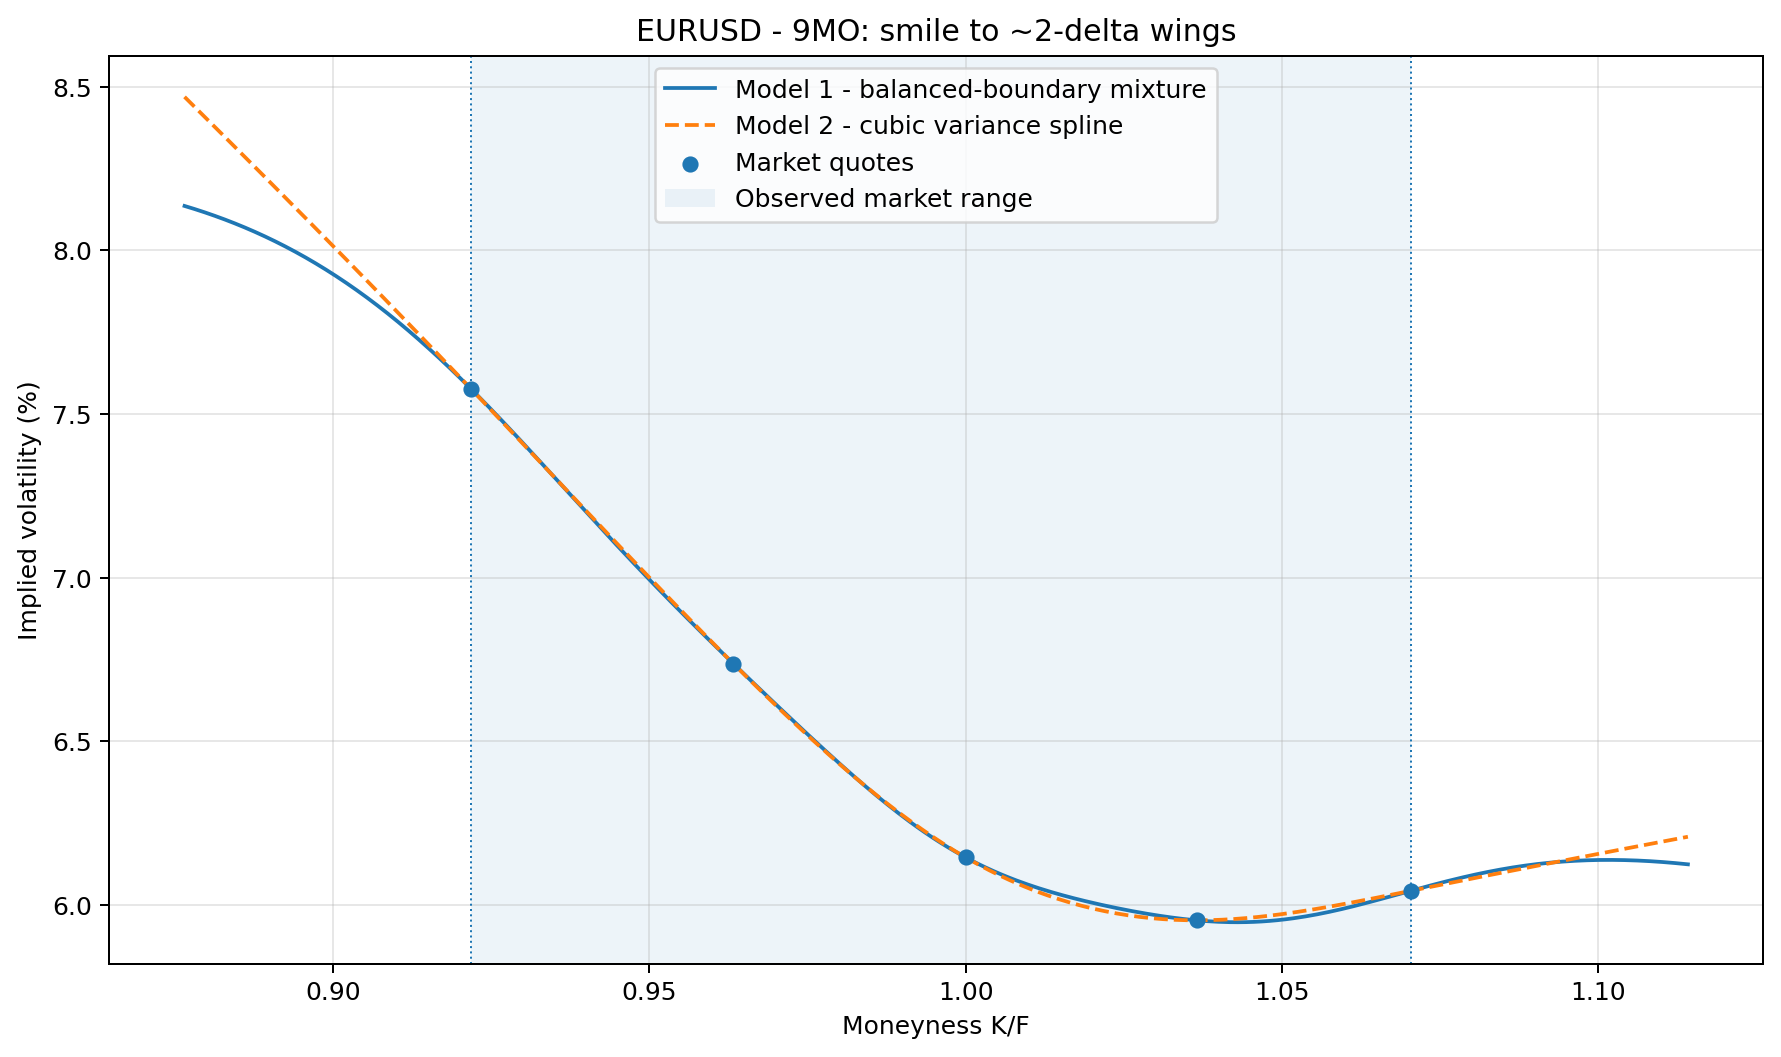 EURUSD - 9MO: smile to ~2-delta wings
Model 1 - balanced-boundary mixture
Model 2 - cubic variance spline
Market quotes
Observed market range
Implied volatility (%)
8.5
8.0
7.5
7.0
6.5
6.0
0.90 0.95 1.00 1.05 1.10
Moneyness K/F